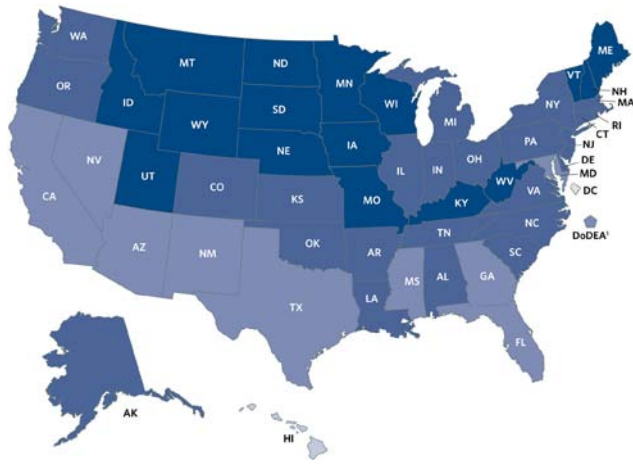 WA
ME
MT
ND
VT
MN
OR
NH
ID
WI
NY
MA
SD
WY
MI
RI
CT
IA
PA
NJ
NE
NV
OH
DE
IL
IN
UT
MD
CO
WV
VA
DC
CA
KS
MO
KY
NC
DoDEA¹
TN
AZ
OK
NM
AR
SC
MS
AL
GA
LA
TX
FL
AK
HI